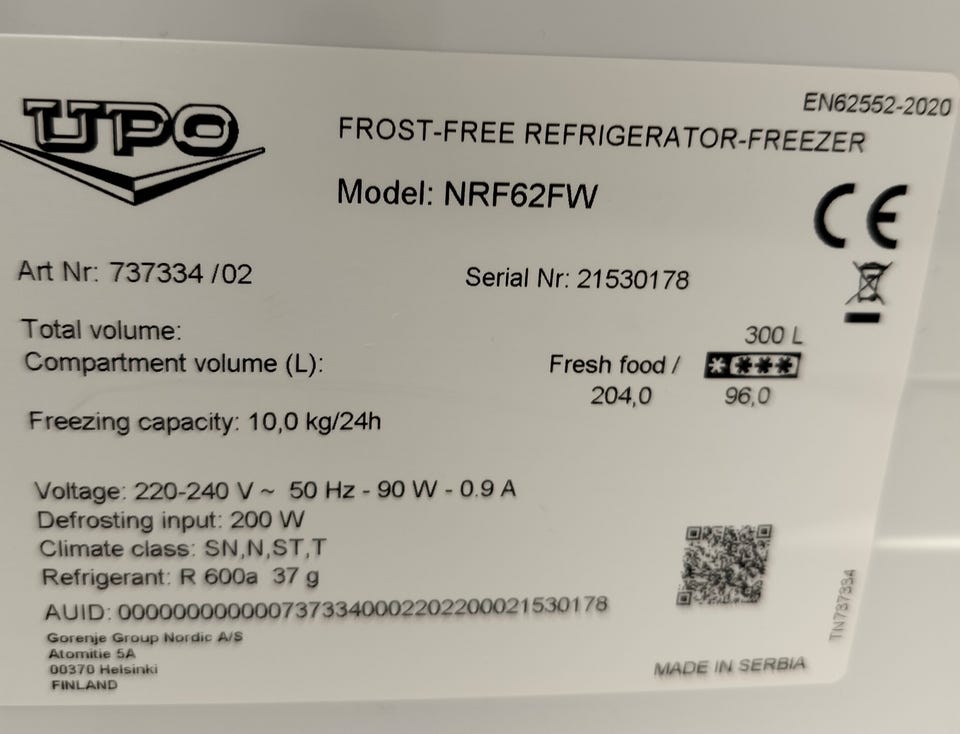 UPO
EN62552-2020
FROST-FREE REFRIGERATOR-FREEZER
Model: NRF62FW
CE
Art Nr: 737334 /02
Serial Nr: 21530178
Total volume: 300 L
Compartment volume (L): Fresh food /
204,0 96,0
Freezing capacity: 10,0 kg/24h
Voltage: 220-240 V ~ 50 Hz - 90 W - 0.9 A
Defrosting input: 200 W
Climate class: SN,N,ST,T
Refrigerant: R 600a 37 g
AUID: 0000000000007373340002202200021530178
Gorenje Group Nordic A/S
Atomitie 5A
00370 Helsinki
FINLAND
MADE IN SERBIA
TN737334